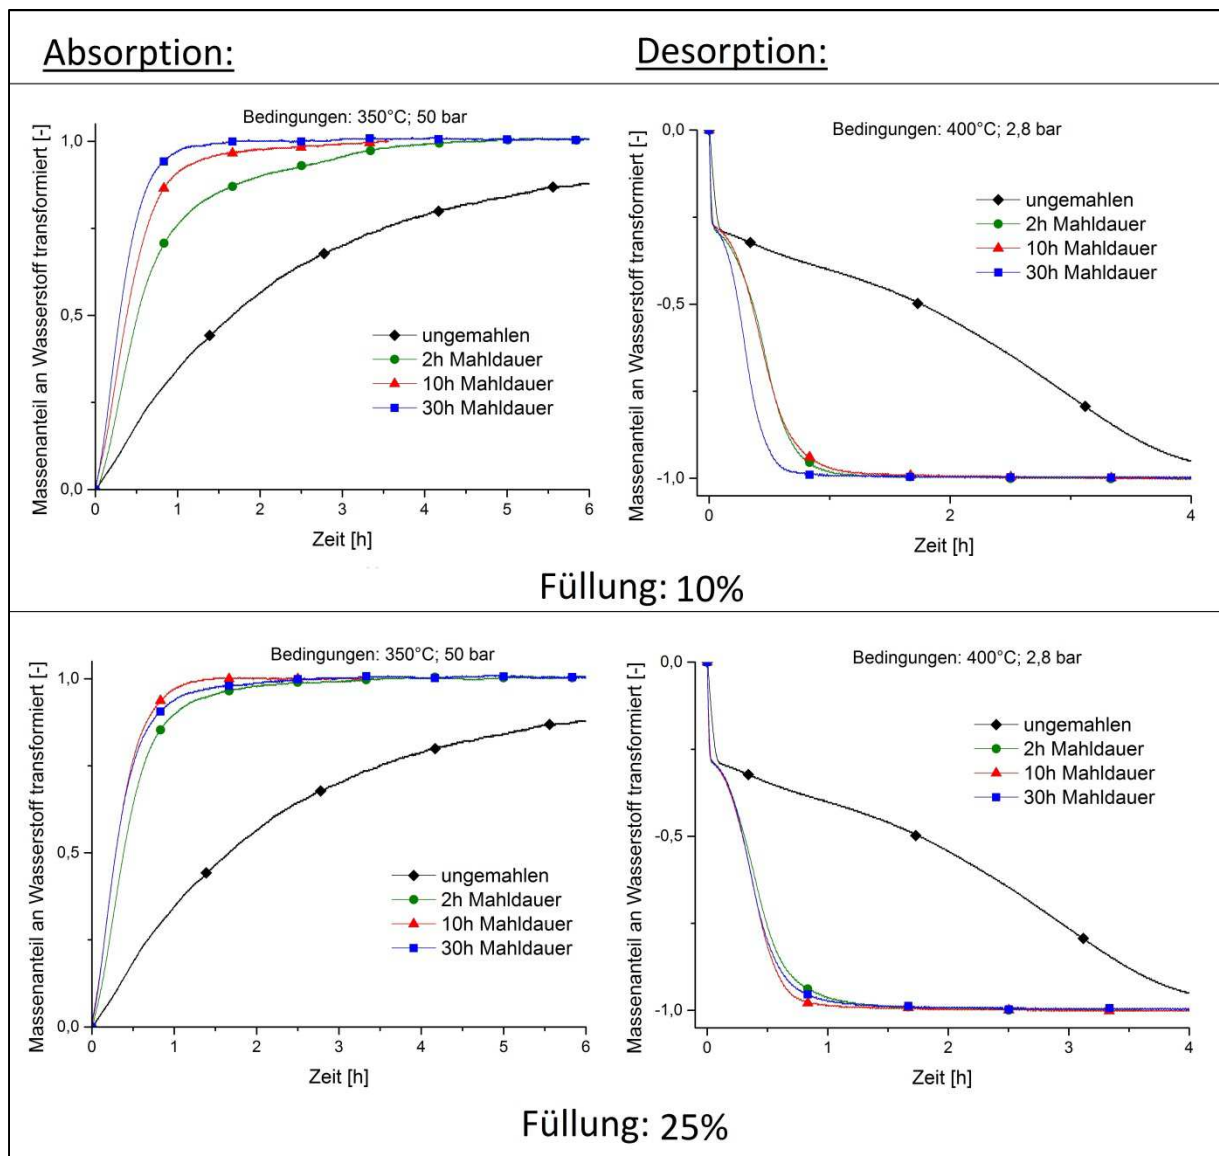 Absorption:
Desorption:
Bedingungen: 350°C; 50 bar
Massenanteil an Wasserstoff transformiert [-]
1,0
0,5
0,0
ungemahlen
2h Mahldauer
10h Mahldauer
30h Mahldauer
0 1 2 3 4 5 6
Zeit [h]
Bedingungen: 400°C; 2,8 bar
Massenanteil an Wasserstoff transformiert [-]
0,0
-0,5
-1,0
ungemahlen
2h Mahldauer
10h Mahldauer
30h Mahldauer
0 2 4
Zeit [h]
Füllung: 10%
Bedingungen: 350°C; 50 bar
Massenanteil an Wasserstoff transformiert [-]
1,0
0,5
0,0
ungemahlen
2h Mahldauer
10h Mahldauer
30h Mahldauer
0 1 2 3 4 5 6
Zeit [h]
Bedingungen: 400°C; 2,8 bar
Massenanteil an Wasserstoff transformiert [-]
0,0
-0,5
-1,0
ungemahlen
2h Mahldauer
10h Mahldauer
30h Mahldauer
0 1 2 3 4
Zeit [h]
Füllung: 25%